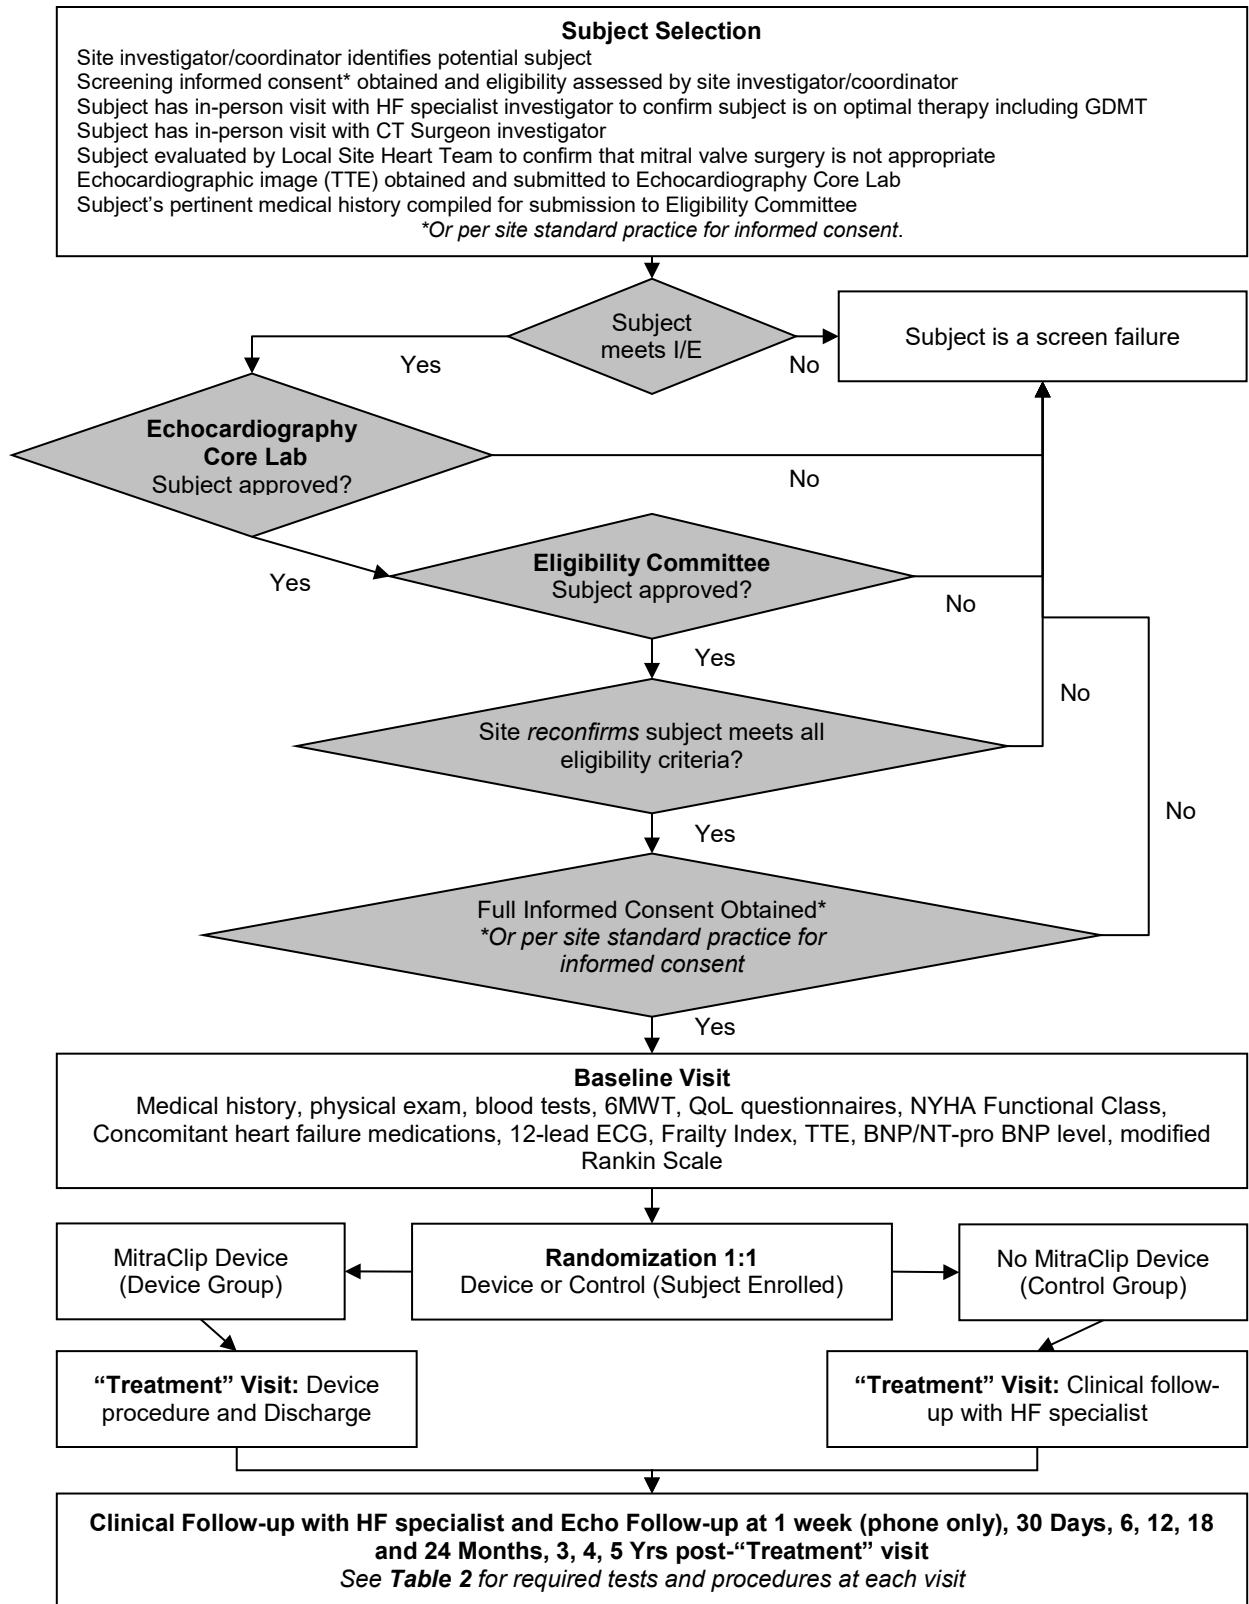 Subject Selection
Site investigator/coordinator identifies potential subject
Screening informed consent* obtained and eligibility assessed by site investigator/coordinator
Subject has in-person visit with HF specialist investigator to confirm subject is on optimal therapy including GDMT
Subject has in-person visit with CT Surgeon investigator
Subject evaluated by Local Site Heart Team to confirm that mitral valve surgery is not appropriate
Echocardiographic image (TTE) obtained and submitted to Echocardiography Core Lab
Subject's pertinent medical history compiled for submission to Eligibility Committee
*Or per site standard practice for informed consent.
Subject
meets I/E
Subject is a screen failure
Yes
No
Echocardiography
Core Lab
Subject approved?
No
Yes
Eligibility Committee
Subject approved?
No
Yes
No
Site reconfirms subject meets all
eligibility criteria?
No
Yes
Full Informed Consent Obtained*
*Or per site standard practice for
informed consent
Yes
Baseline Visit
Medical history, physical exam, blood tests, 6MWT, QoL questionnaires, NYHA Functional Class,
Concomitant heart failure medications, 12-lead ECG, Frailty Index, TTE, BNP/NT-pro BNP level, modified
Rankin Scale
MitraClip Device
(Device Group)
Randomization 1:1
Device or Control (Subject Enrolled)
No MitraClip Device
(Control Group)
“Treatment” Visit: Device
procedure and Discharge
“Treatment” Visit: Clinical follow-
up with HF specialist
Clinical Follow-up with HF specialist and Echo Follow-up at 1 week (phone only), 30 Days, 6, 12, 18
and 24 Months, 3, 4, 5 Yrs post-“Treatment” visit
See Table 2 for required tests and procedures at each visit